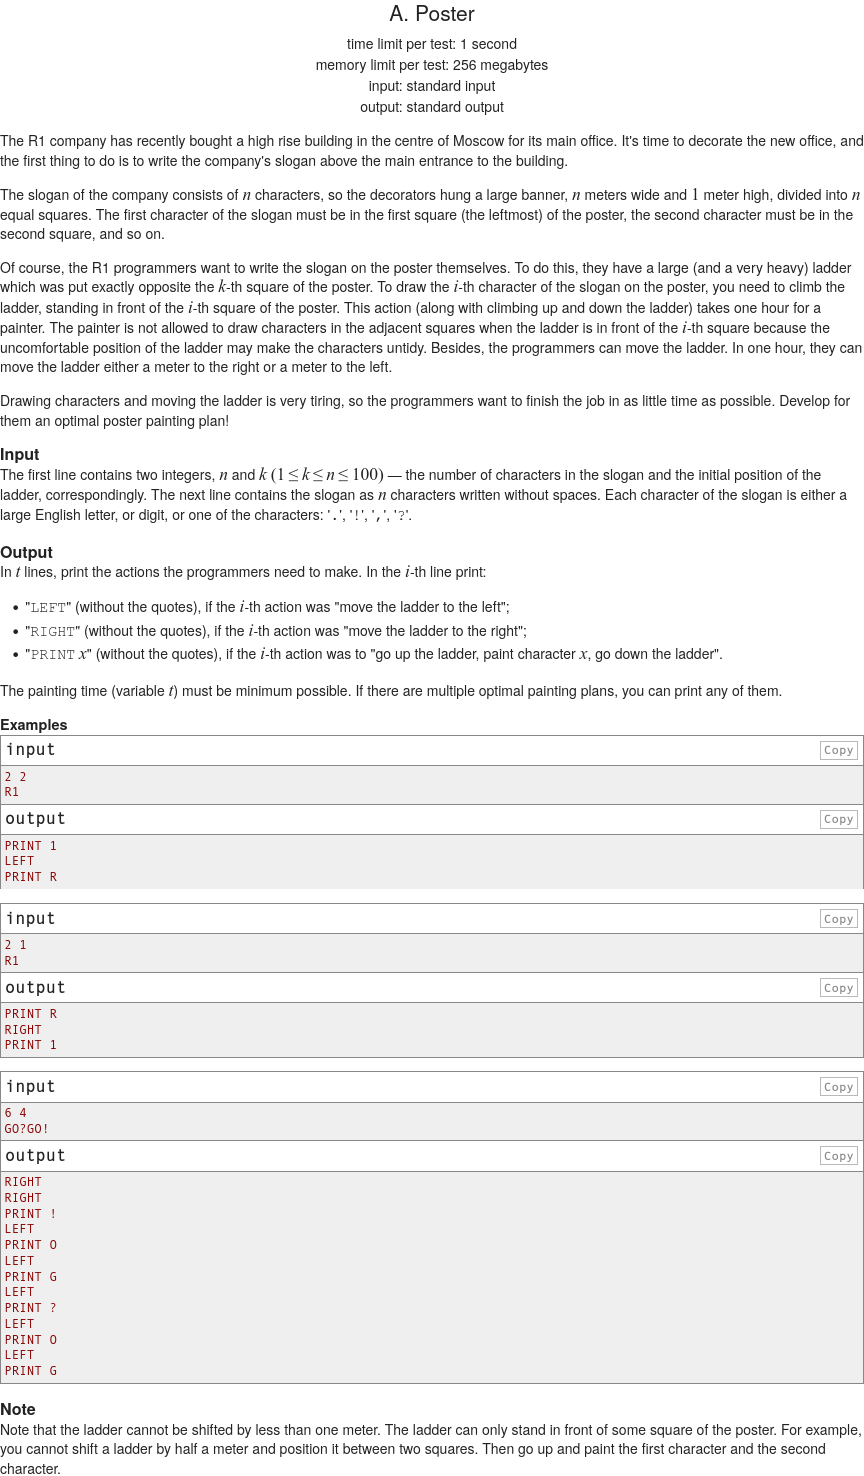 A. Poster
time limit per test: 1 second
memory limit per test: 256 megabytes
input: standard input
output: standard output
The R1 company has recently bought a high rise building in the centre of Moscow for its main office. It's time to decorate the new office, and
the first thing to do is to write the company's slogan above the main entrance to the building.
The slogan of the company consists of n characters, so the decorators hung a large banner, n meters wide and 1 meter high, divided into n
equal squares. The first character of the slogan must be in the first square (the leftmost) of the poster, the second character must be in the
second square, and so on.
Of course, the R1 programmers want to write the slogan on the poster themselves. To do this, they have a large (and a very heavy) ladder
which was put exactly opposite the k-th square of the poster. To draw the i-th character of the slogan on the poster, you need to climb the
ladder, standing in front of the i-th square of the poster. This action (along with climbing up and down the ladder) takes one hour for a
painter. The painter is not allowed to draw characters in the adjacent squares when the ladder is in front of the i-th square because the
uncomfortable position of the ladder may make the characters untidy. Besides, the programmers can move the ladder. In one hour, they can
move the ladder either a meter to the right or a meter to the left.
Drawing characters and moving the ladder is very tiring, so the programmers want to finish the job in as little time as possible. Develop for
them an optimal poster painting plan!
Input
The first line contains two integers, n and k (1 ≤ k ≤ n ≤ 100) — the number of characters in the slogan and the initial position of the
ladder, correspondingly. The next line contains the slogan as n characters written without spaces. Each character of the slogan is either a
large English letter, or digit, or one of the characters: '.', '!', ',', '?'.
Output
In t lines, print the actions the programmers need to make. In the i-th line print:
• "LEFT" (without the quotes), if the i-th action was "move the ladder to the left";
• "RIGHT" (without the quotes), if the i-th action was "move the ladder to the right";
• "PRINT x" (without the quotes), if the i-th action was to "go up the ladder, paint character x, go down the ladder".
The painting time (variable t) must be minimum possible. If there are multiple optimal painting plans, you can print any of them.
Examples
input Copy
2 2
R1
output Copy
PRINT 1
LEFT
PRINT R
input Copy
2 1
R1
output Copy
PRINT R
RIGHT
PRINT 1
input Copy
6 4
GO?GO!
output Copy
RIGHT
RIGHT
PRINT !
LEFT
PRINT O
LEFT
PRINT G
LEFT
PRINT ?
LEFT
PRINT O
LEFT
PRINT G
Note
Note that the ladder cannot be shifted by less than one meter. The ladder can only stand in front of some square of the poster. For example,
you cannot shift a ladder by half a meter and position it between two squares. Then go up and paint the first character and the second
character.